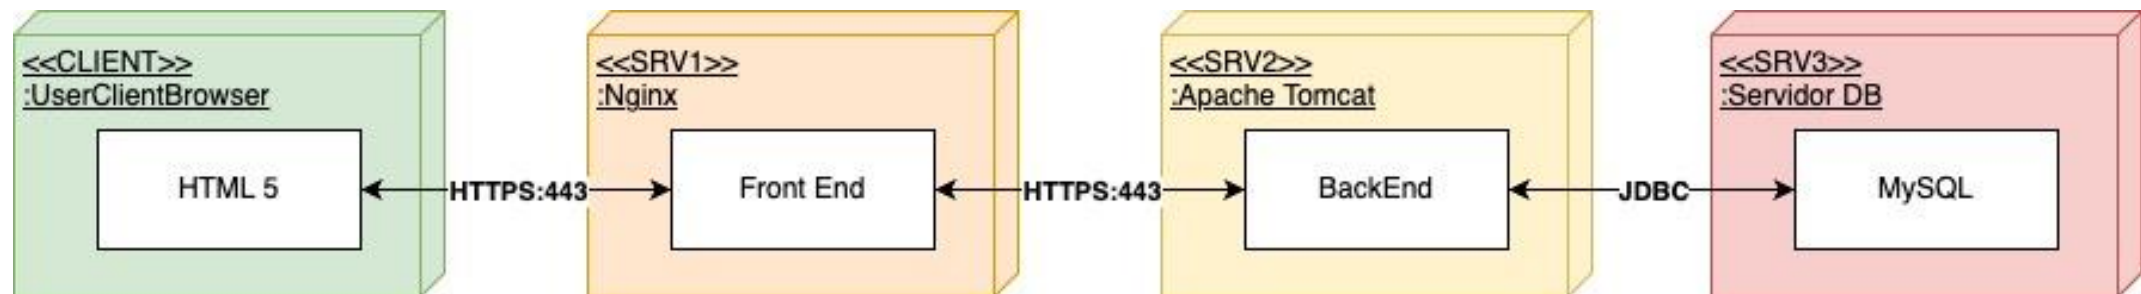 <<CLIENT>>
:UserClientBrowser
HTML 5
HTTPS:443
<<SRV1>>
:Nginx
Front End
HTTPS:443
<<SRV2>>
:Apache Tomcat
BackEnd
JDBC
<<SRV3>>
:Servidor DB
MySQL